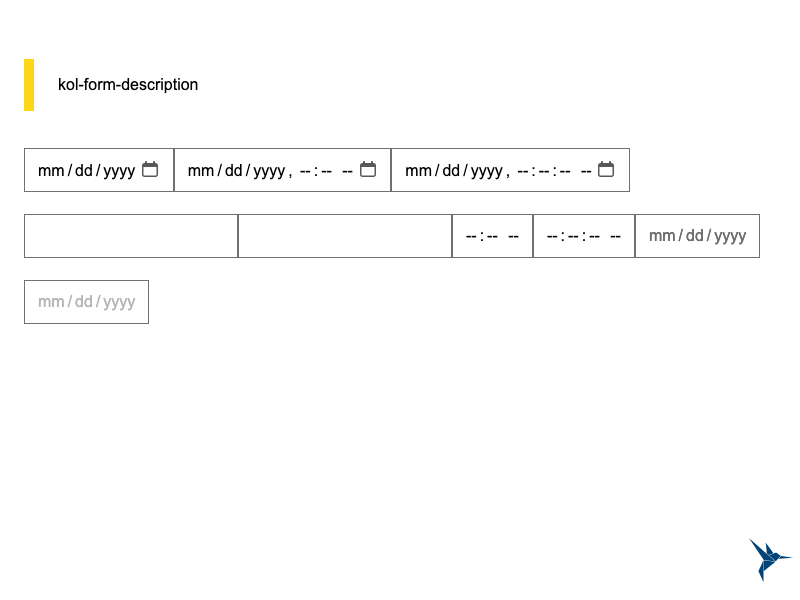 kol-form-description
mm/dd/yyyy mm/dd/yyyy, --:-- -- mm/dd/yyyy, --:--:-- --
--:-- -- --:--:-- -- mm/dd/yyyy
mm/dd/yyyy